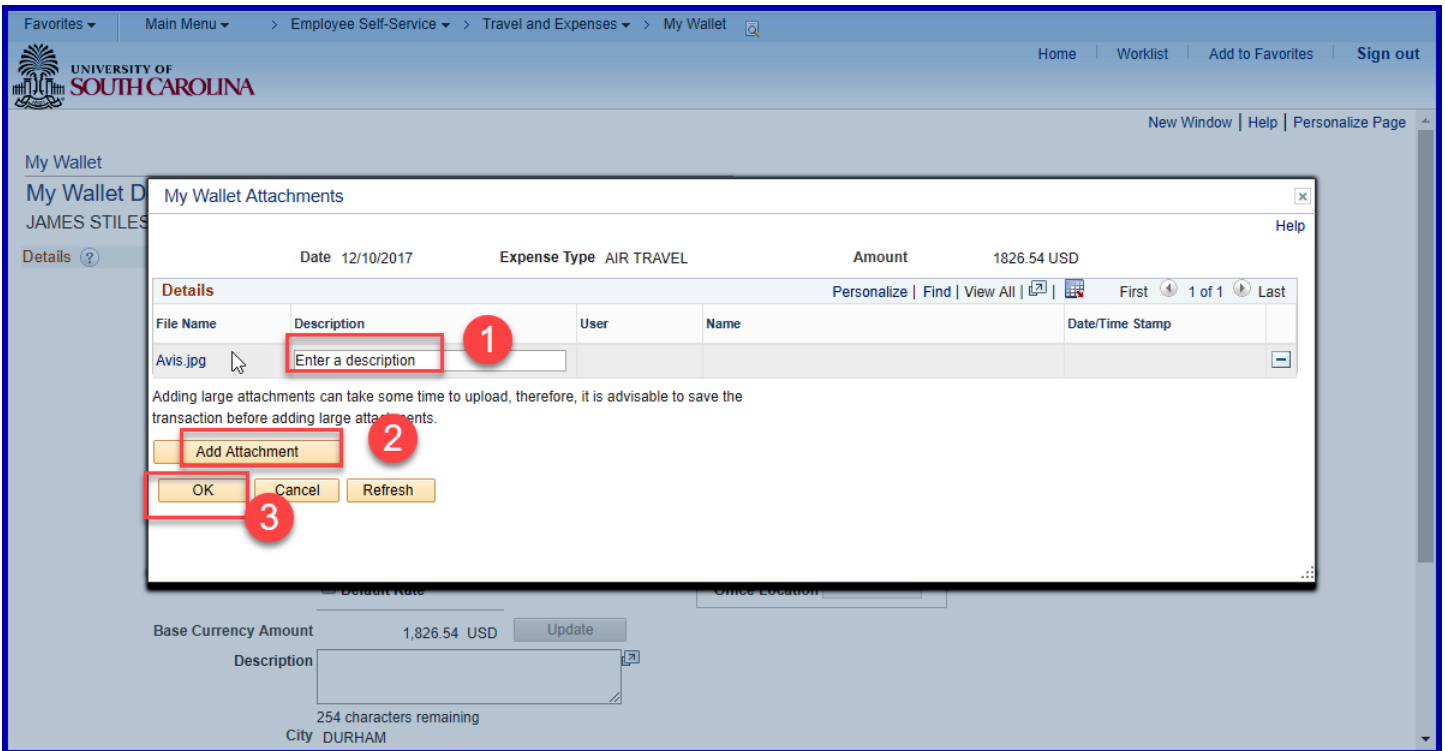 Favorites Main Menu > Employee Self-Service > Travel and Expenses > My Wallet
Home | Worklist | Add to Favorites | Sign out
UNIVERSITY OF
SOUTH CAROLINA
New Window | Help | Personalize Page
My Wallet
My Wallet D
JAMES STILES
Details ?
My Wallet Attachments
x
Help
Date 12/10/2017 Expense Type AIR TRAVEL Amount 1826.54 USD
Details Personalize | Find | View All | First 1 of 1 Last
File Name Description User Name Date/Time Stamp
1
Avis.jpg Enter a description
Adding large attachments can take some time to upload, therefore, it is advisable to save the
transaction before adding large attachments.
Add Attachment
2
OK Cancel Refresh
3
Default Rate Office Location
Base Currency Amount 1,826.54 USD Update
Description
254 characters remaining
City DURHAM